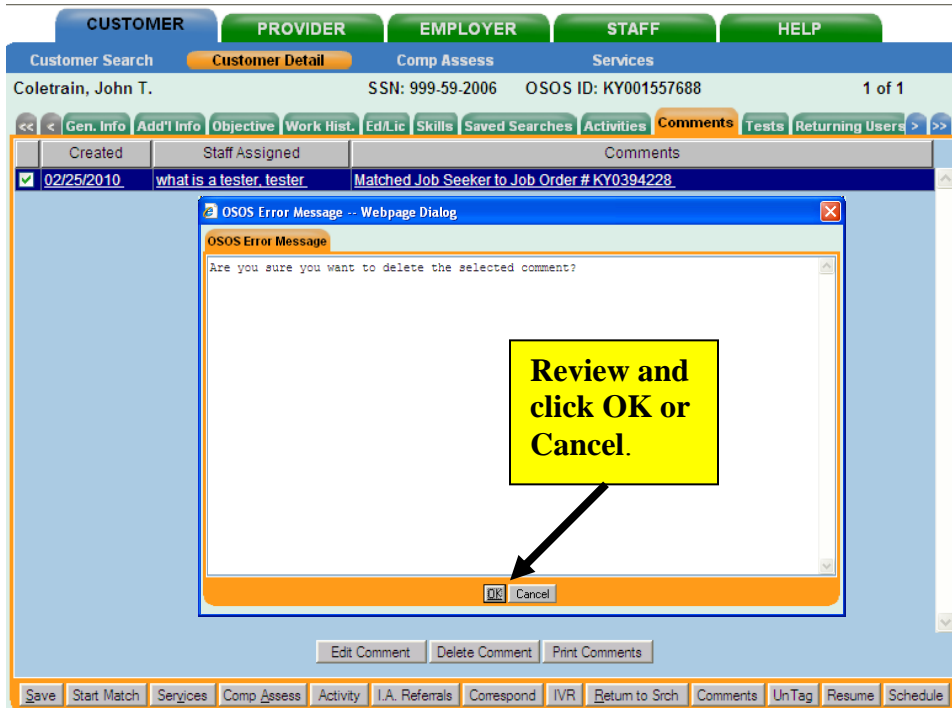 CUSTOMER PROVIDER EMPLOYER STAFF HELP
Customer Search Customer Detail Comp Assess Services
Coletrain, John T. SSN: 999-59-2006 OSOS ID: KY001557688 1 of 1
<< < Gen. Info Add'l Info Objective Work Hist. Ed/Lic Skills Saved Searches Activities Comments Tests Returning Users > >>
Created Staff Assigned Comments
02/25/2010 what is a tester, tester Matched Job Seeker to Job Order # KY0394228
OSOS Error Message -- Webpage Dialog
OSOS Error Message
Are you sure you want to delete the selected comment?
Review and
click OK or
Cancel.
OK Cancel
Edit Comment Delete Comment Print Comments
Save Start Match Services Comp Assess Activity I.A. Referrals Correspond IVR Return to Srch Comments UnTag Resume Schedule